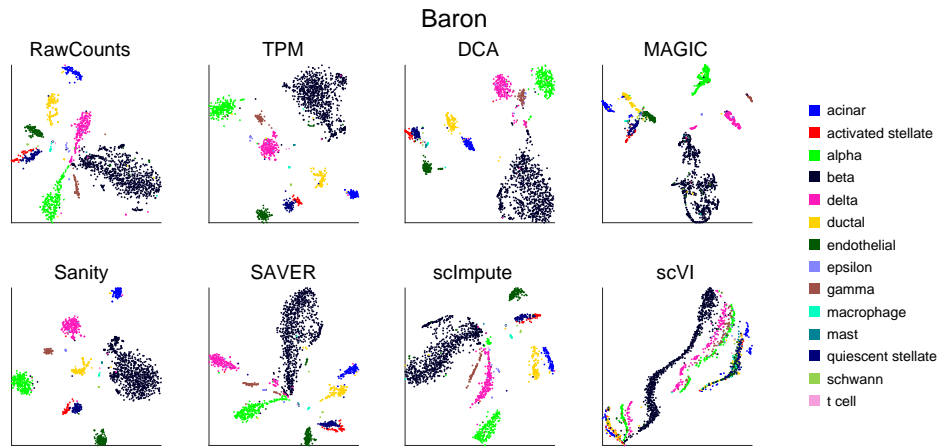 Baron
RawCounts
TPM
DCA
MAGIC
Sanity
SAVER
scImpute
scVI
acinar
activated stellate
alpha
beta
delta
ductal
endothelial
epsilon
gamma
macrophage
mast
quiescent stellate
schwann
t cell